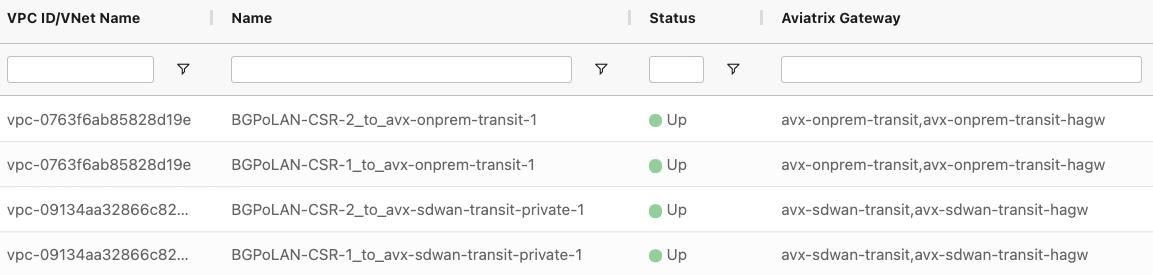 VPC ID/VNet Name Name Status Aviatrix Gateway
vpc-0763f6ab85828d19e BGPoLAN-CSR-2_to_avx-onprem-transit-1 Up avx-onprem-transit,avx-onprem-transit-hagw
vpc-0763f6ab85828d19e BGPoLAN-CSR-1_to_avx-onprem-transit-1 Up avx-onprem-transit,avx-onprem-transit-hagw
vpc-09134aa32866c82... BGPoLAN-CSR-2_to_avx-sdwan-transit-private-1 Up avx-sdwan-transit,avx-sdwan-transit-hagw
vpc-09134aa32866c82... BGPoLAN-CSR-1_to_avx-sdwan-transit-private-1 Up avx-sdwan-transit,avx-sdwan-transit-hagw